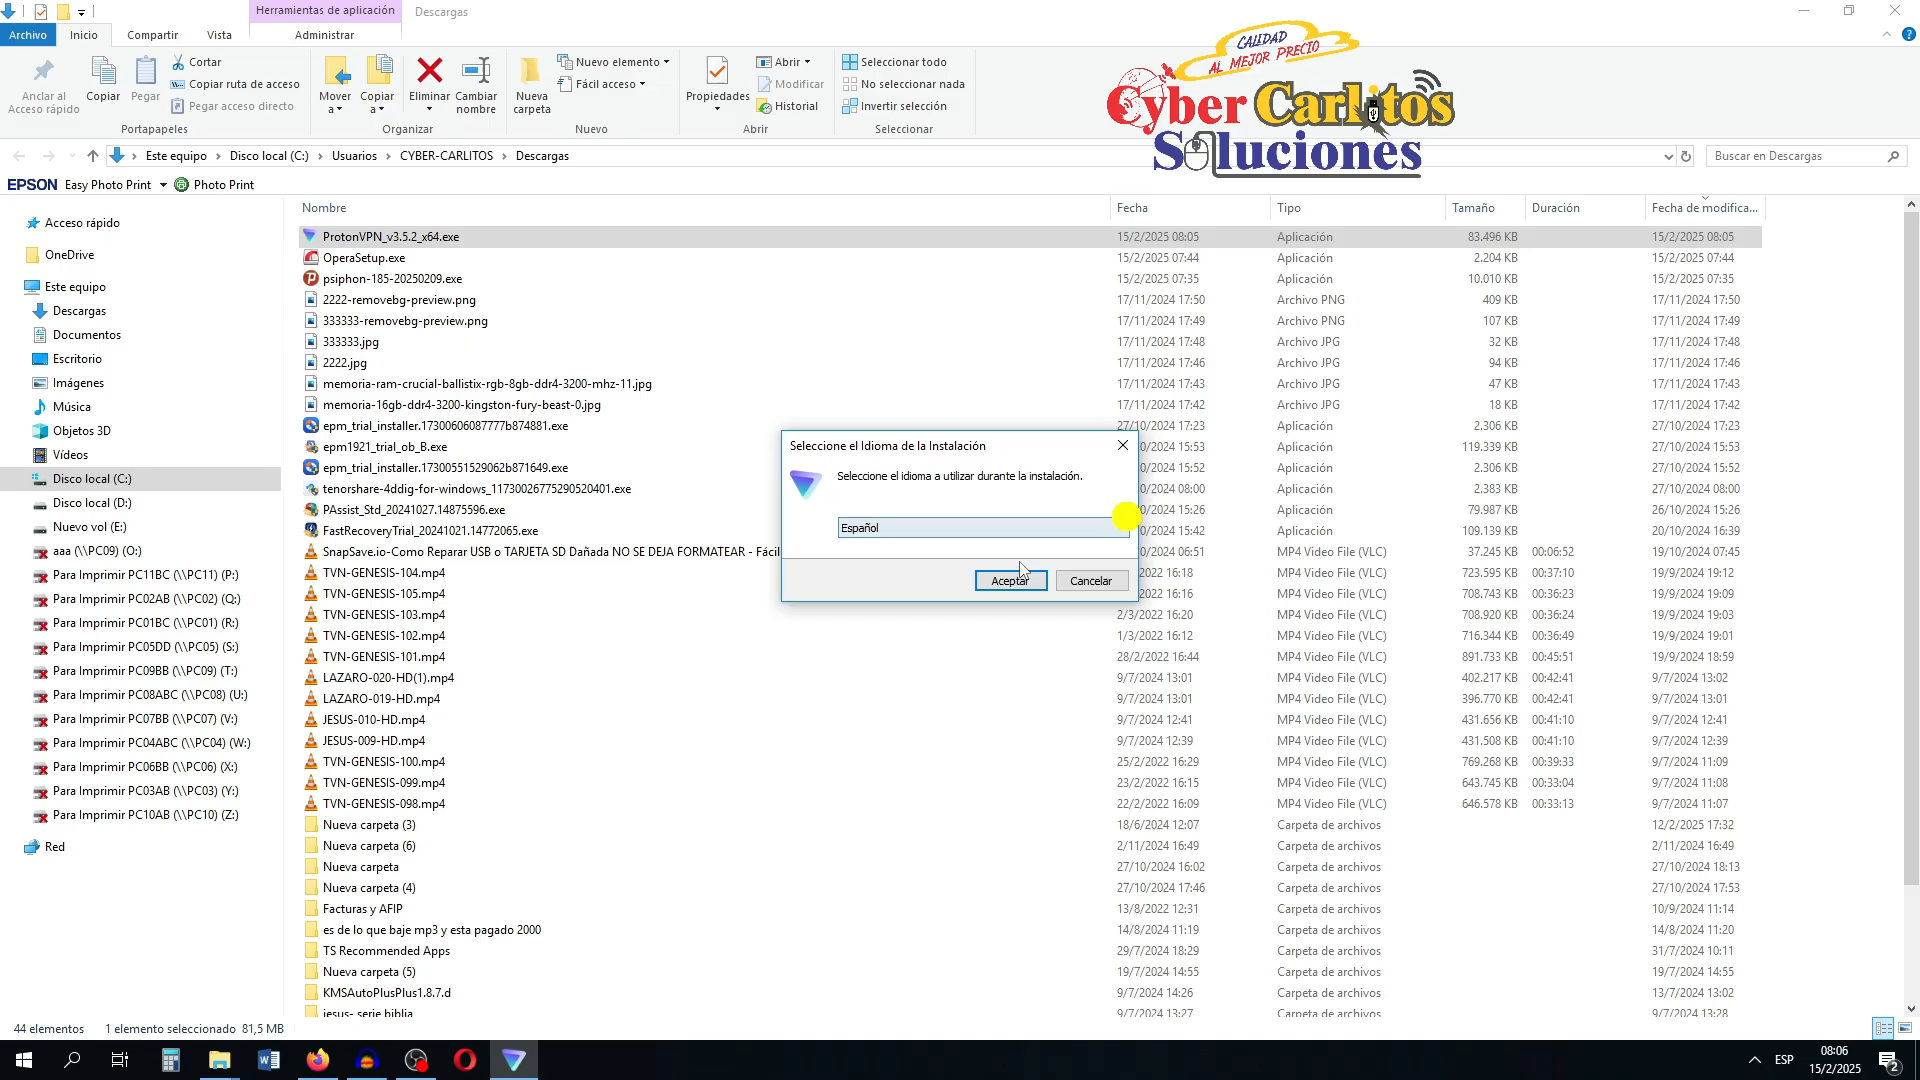 Herramientas de aplicación
Descargas
Archivo
Inicio
Compartir
Vista
Administrar
Anclar al Acceso rápido
Copiar
Pegar
Cortar
Copiar ruta de acceso
Pegar acceso directo
Portapapeles
Mover a
Copiar a
Eliminar
Cambiar nombre
Organizar
Nueva carpeta
Nuevo elemento
Fácil acceso
Nuevo
Propiedades
Abrir
Modificar
Historial
Abrir
Seleccionar todo
No seleccionar nada
Invertir selección
Seleccionar
CALIDAD
AL MEJOR PRECIO
Cyber Carlitos
Soluciones
Este equipo > Disco local (C:) > Usuarios > CYBER-CARLITOS > Descargas
Buscar en Descargas
EPSON Easy Photo Print Photo Print
Acceso rápido
OneDrive
Este equipo
Descargas
Documentos
Escritorio
Imágenes
Música
Objetos 3D
Vídeos
Disco local (C:)
Disco local (D:)
Nuevo vol (E:)
aaa (\\PC09) (O:)
Para Imprimir PC11BC (\\PC11) (P:)
Para Imprimir PC02AB (\\PC02) (Q:)
Para Imprimir PC01BC (\\PC01) (R:)
Para Imprimir PC05DD (\\PC05) (S:)
Para Imprimir PC09BB (\\PC09) (T:)
Para Imprimir PC08ABC (\\PC08) (U:)
Para Imprimir PC07BB (\\PC07) (V:)
Para Imprimir PC04ABC (\\PC04) (W:)
Para Imprimir PC06BB (\\PC06) (X:)
Para Imprimir PC03AB (\\PC03) (Y:)
Para Imprimir PC10AB (\\PC10) (Z:)
Red
Nombre Fecha Tipo Tamaño Duración Fecha de modifica...
ProtonVPN_v3.5.2_x64.exe 15/2/2025 08:05 Aplicación 83.496 KB 15/2/2025 08:05
OperaSetup.exe 15/2/2025 07:44 Aplicación 2.204 KB 15/2/2025 07:44
psiphon-185-20250209.exe 15/2/2025 07:35 Aplicación 10.010 KB 15/2/2025 07:35
2222-removebg-preview.png 17/11/2024 17:50 Archivo PNG 409 KB 17/11/2024 17:50
333333-removebg-preview.png 17/11/2024 17:49 Archivo PNG 107 KB 17/11/2024 17:49
333333.jpg 17/11/2024 17:48 Archivo JPG 32 KB 17/11/2024 17:48
2222.jpg 17/11/2024 17:46 Archivo JPG 94 KB 17/11/2024 17:46
memoria-ram-crucial-ballistix-rgb-8gb-ddr4-3200-mhz-11.jpg 17/11/2024 17:43 Archivo JPG 47 KB 17/11/2024 17:43
memoria-16gb-ddr4-3200-kingston-fury-beast-0.jpg 17/11/2024 17:42 Archivo JPG 18 KB 17/11/2024 17:42
epm_trial_installer.17300606087777b874881.exe 27/10/2024 17:23 Aplicación 2.306 KB 27/10/2024 17:23
epm1921_trial_ob_B.exe 0/2024 15:53 Aplicación 119.339 KB 27/10/2024 15:53
epm_trial_installer.17300551529062b871649.exe 0/2024 15:52 Aplicación 2.306 KB 27/10/2024 15:52
tenorshare-4ddig-for-windows_11730026775290520401.exe 0/2024 08:00 Aplicación 2.383 KB 27/10/2024 08:00
PAssist_Std_20241027.14875596.exe 0/2024 15:26 Aplicación 79.987 KB 26/10/2024 15:26
FastRecoveryTrial_20241021.14772065.exe 0/2024 15:42 Aplicación 109.139 KB 20/10/2024 16:39
SnapSave.io-Como Reparar USB o TARJETA SD Dañada NO SE DEJA FORMATEAR - Fácil 0/2024 06:51 MP4 Video File (VLC) 37.245 KB 00:06:52 19/10/2024 07:45
TVN-GENESIS-104.mp4 2022 16:18 MP4 Video File (VLC) 723.595 KB 00:37:10 19/9/2024 19:12
TVN-GENESIS-105.mp4 2022 16:16 MP4 Video File (VLC) 708.743 KB 00:36:23 19/9/2024 19:09
TVN-GENESIS-103.mp4 2/3/2022 16:20 MP4 Video File (VLC) 708.920 KB 00:36:24 19/9/2024 19:03
TVN-GENESIS-102.mp4 1/3/2022 16:12 MP4 Video File (VLC) 716.344 KB 00:36:49 19/9/2024 19:01
TVN-GENESIS-101.mp4 28/2/2022 16:44 MP4 Video File (VLC) 891.733 KB 00:45:51 19/9/2024 18:59
LAZARO-020-HD(1).mp4 9/7/2024 13:01 MP4 Video File (VLC) 402.217 KB 00:42:41 9/7/2024 13:02
LAZARO-019-HD.mp4 9/7/2024 13:01 MP4 Video File (VLC) 396.770 KB 00:42:41 9/7/2024 13:01
JESUS-010-HD.mp4 9/7/2024 12:41 MP4 Video File (VLC) 431.656 KB 00:41:10 9/7/2024 12:41
JESUS-009-HD.mp4 9/7/2024 12:39 MP4 Video File (VLC) 431.508 KB 00:41:10 9/7/2024 12:39
TVN-GENESIS-100.mp4 25/2/2022 16:29 MP4 Video File (VLC) 769.268 KB 00:39:33 9/7/2024 11:09
TVN-GENESIS-099.mp4 23/2/2022 16:15 MP4 Video File (VLC) 643.745 KB 00:33:04 9/7/2024 11:08
TVN-GENESIS-098.mp4 22/2/2022 16:09 MP4 Video File (VLC) 646.578 KB 00:33:13 9/7/2024 11:07
Nueva carpeta (3) 18/6/2024 12:07 Carpeta de archivos 12/2/2025 17:32
Nueva carpeta (6) 2/11/2024 16:49 Carpeta de archivos 2/11/2024 16:49
Nueva carpeta 27/10/2024 16:02 Carpeta de archivos 27/10/2024 18:13
Nueva carpeta (4) 27/10/2024 17:46 Carpeta de archivos 27/10/2024 17:53
Facturas y AFIP 13/8/2022 12:31 Carpeta de archivos 10/9/2024 11:14
es de lo que baje mp3 y esta pagado 2000 14/8/2024 11:19 Carpeta de archivos 14/8/2024 11:20
TS Recommended Apps 29/7/2024 18:29 Carpeta de archivos 31/7/2024 10:11
Nueva carpeta (5) 19/7/2024 14:55 Carpeta de archivos 19/7/2024 14:55
KMSAutoPlusPlus1.8.7.d 9/7/2024 14:26 Carpeta de archivos 13/7/2024 13:02
jesus- serie biblia 9/7/2024 13:27 Carpeta de archivos 9/7/2024 13:28
Seleccione el Idioma de la Instalación
Seleccione el idioma a utilizar durante la instalación.
Español
Aceptar
Cancelar
44 elementos 1 elemento seleccionado 81,5 MB
ESP
08:06
15/2/2025
2